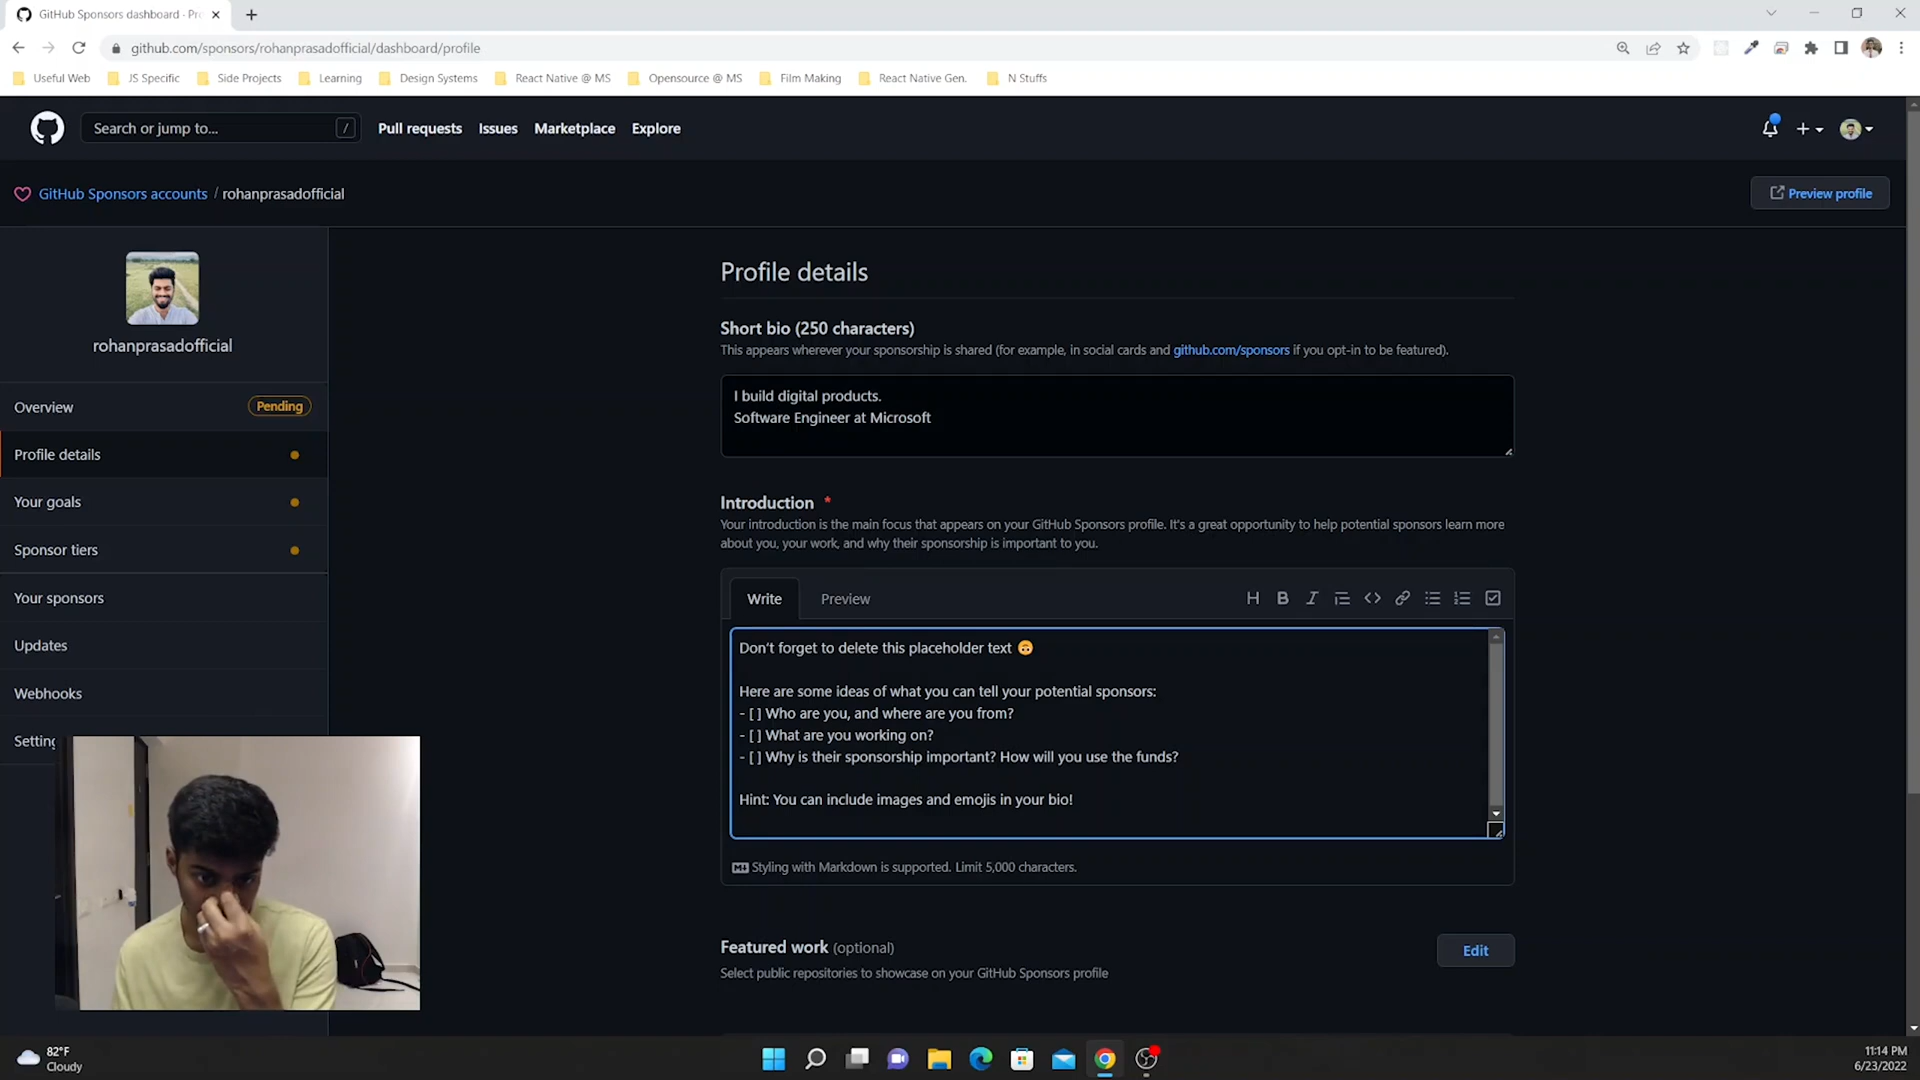 GitHub Sponsors dashboard · Pr
github.com/sponsors/rohanprasadofficial/dashboard/profile
Useful Web
JS Specific
Side Projects
Learning
Design Systems
React Native @ MS
Opensource @ MS
Film Making
React Native Gen.
N Stuffs
Search or jump to...
/
Pull requests
Issues
Marketplace
Explore
GitHub Sponsors accounts / rohanprasadofficial
Preview profile
rohanprasadofficial
Overview
Pending
Profile details
Your goals
Sponsor tiers
Your sponsors
Updates
Webhooks
Setting
Profile details
Short bio (250 characters)
This appears wherever your sponsorship is shared (for example, in social cards and github.com/sponsors if you opt-in to be featured).
I build digital products.
Software Engineer at Microsoft
Introduction *
Your introduction is the main focus that appears on your GitHub Sponsors profile. It's a great opportunity to help potential sponsors learn more
about you, your work, and why their sponsorship is important to you.
Write
Preview
H B I
Don't forget to delete this placeholder text 🙃
Here are some ideas of what you can tell your potential sponsors:
- [ ] Who are you, and where are you from?
- [ ] What are you working on?
- [ ] Why is their sponsorship important? How will you use the funds?
Hint: You can include images and emojis in your bio!
Styling with Markdown is supported. Limit 5,000 characters.
Featured work (optional)
Edit
Select public repositories to showcase on your GitHub Sponsors profile
82°F
Cloudy
11:14 PM
6/23/2022